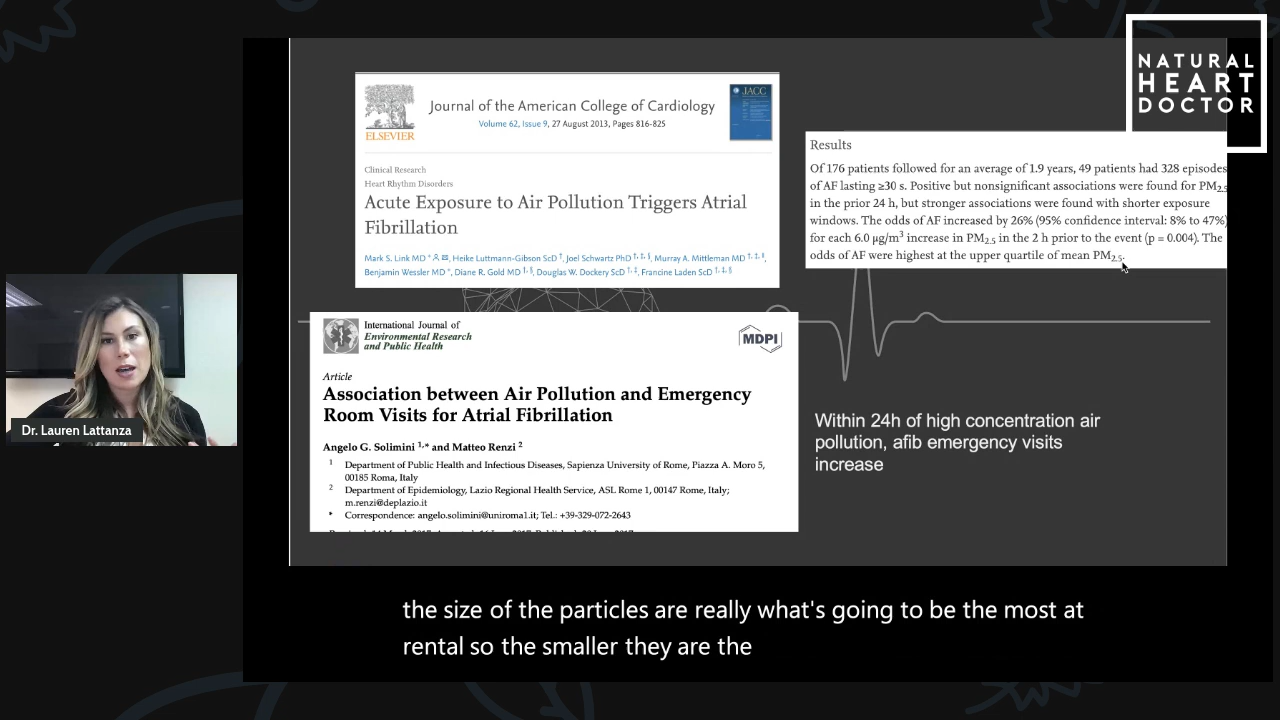 NATURAL
HEART
DOCTOR
ELSEVIER
Journal of the American College of Cardiology
Volume 62, Issue 9, 27 August 2013, Pages 816-825
JACC
Clinical Research
Heart Rhythm Disorders
Acute Exposure to Air Pollution Triggers Atrial
Fibrillation
Mark S. Link MD *, Heike Luttmann-Gibson ScD †, Joel Schwartz PhD †, ‡, §, Murray A. Mittleman MD †, ‡, ||,
Benjamin Wessler MD *, Diane R. Gold MD †, §, Douglas W. Dockery ScD †, ‡, Francine Laden ScD †, ‡, §
Results
Of 176 patients followed for an average of 1.9 years, 49 patients had 328 episodes
of AF lasting ≥30 s. Positive but nonsignificant associations were found for PM2.5
in the prior 24 h, but stronger associations were found with shorter exposure
windows. The odds of AF increased by 26% (95% confidence interval: 8% to 47%)
for each 6.0 µg/m³ increase in PM2.5 in the 2 h prior to the event (p = 0.004). The
odds of AF were highest at the upper quartile of mean PM2.5.
International Journal of
Environmental Research
and Public Health
MDPI
Article
Association between Air Pollution and Emergency
Room Visits for Atrial Fibrillation
Angelo G. Solimini 1,* and Matteo Renzi 2
1 Department of Public Health and Infectious Diseases, Sapienza University of Rome, Piazza A. Moro 5,
00185 Roma, Italy
2 Department of Epidemiology, Lazio Regional Health Service, ASL Rome 1, 00147 Rome, Italy;
m.renzi@deplazio.it
* Correspondence: angelo.solimini@uniroma1.it; Tel.: +39-329-072-2643
Within 24h of high concentration air
pollution, afib emergency visits
increase
Dr. Lauren Lattanza
the size of the particles are really what's going to be the most at
rental so the smaller they are the